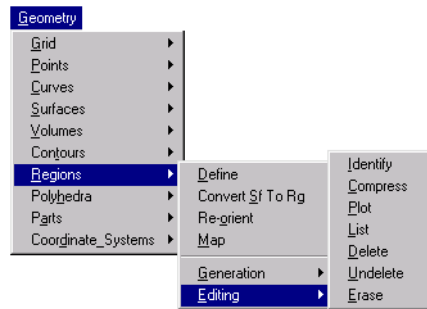 Geometry
Grid
Points
Curves
Surfaces
Volumes
Contours
Regions
Polyhedra
Parts
Coordinate_Systems
Define
Convert Sf To Rg
Re-orient
Map
Generation
Editing
Identify
Compress
Plot
List
Delete
Undelete
Erase